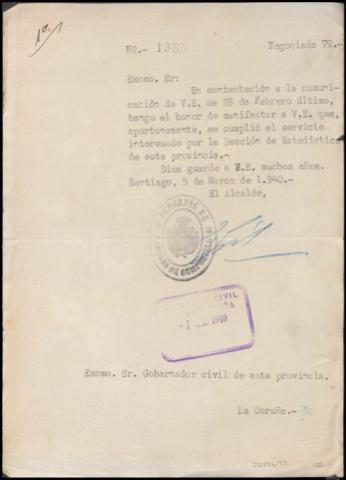 1º)
No.- 1383
Negociado 7º.-
Excmo. Sr:
En contestación a la comuni-
cación de V.E. de 28 de Febrero último,
tengo el honor de manifestar a V.E. que,
oportunamente, se cumplió el servicio
interesado por la Sección de Estadística
de esta provincia.-
Dios guarde a V.E. muchos años.
Santiago, 5 de Marzo de 1.940.-
El Alcalde,
CIVIL
1940
Excmo. Sr. Gobernador civil de esta provincia.
La Coruña.-